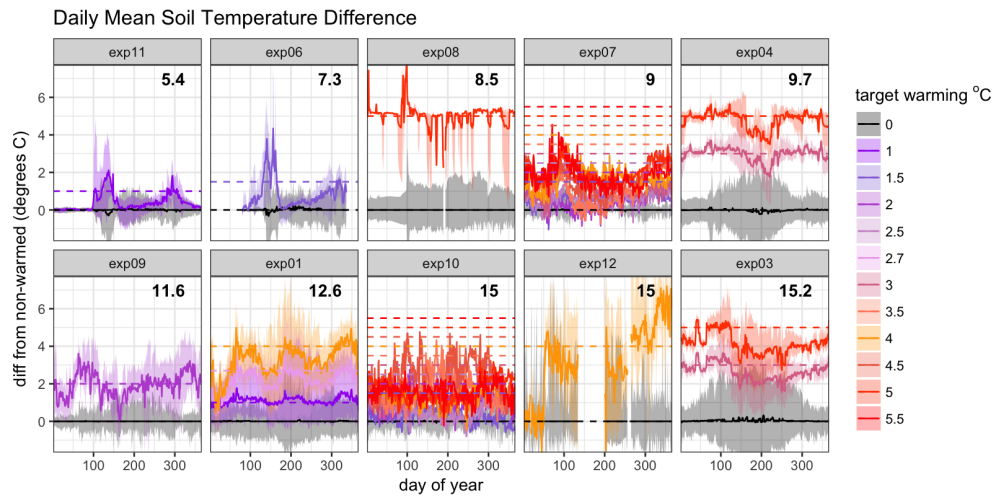 Daily Mean Soil Temperature Difference
exp11 exp06 exp08 exp07 exp04
5.4 7.3 8.5 9 9.7
6
4
2
0
exp09 exp01 exp10 exp12 exp03
11.6 12.6 15 15 15.2
6
4
2
0
100 200 300 100 200 300 100 200 300 100 200 300 100 200 300
day of year
diff from non-warmed (degrees C)
target warming °C
0
1
1.5
2
2.5
2.7
3
3.5
4
4.5
5
5.5